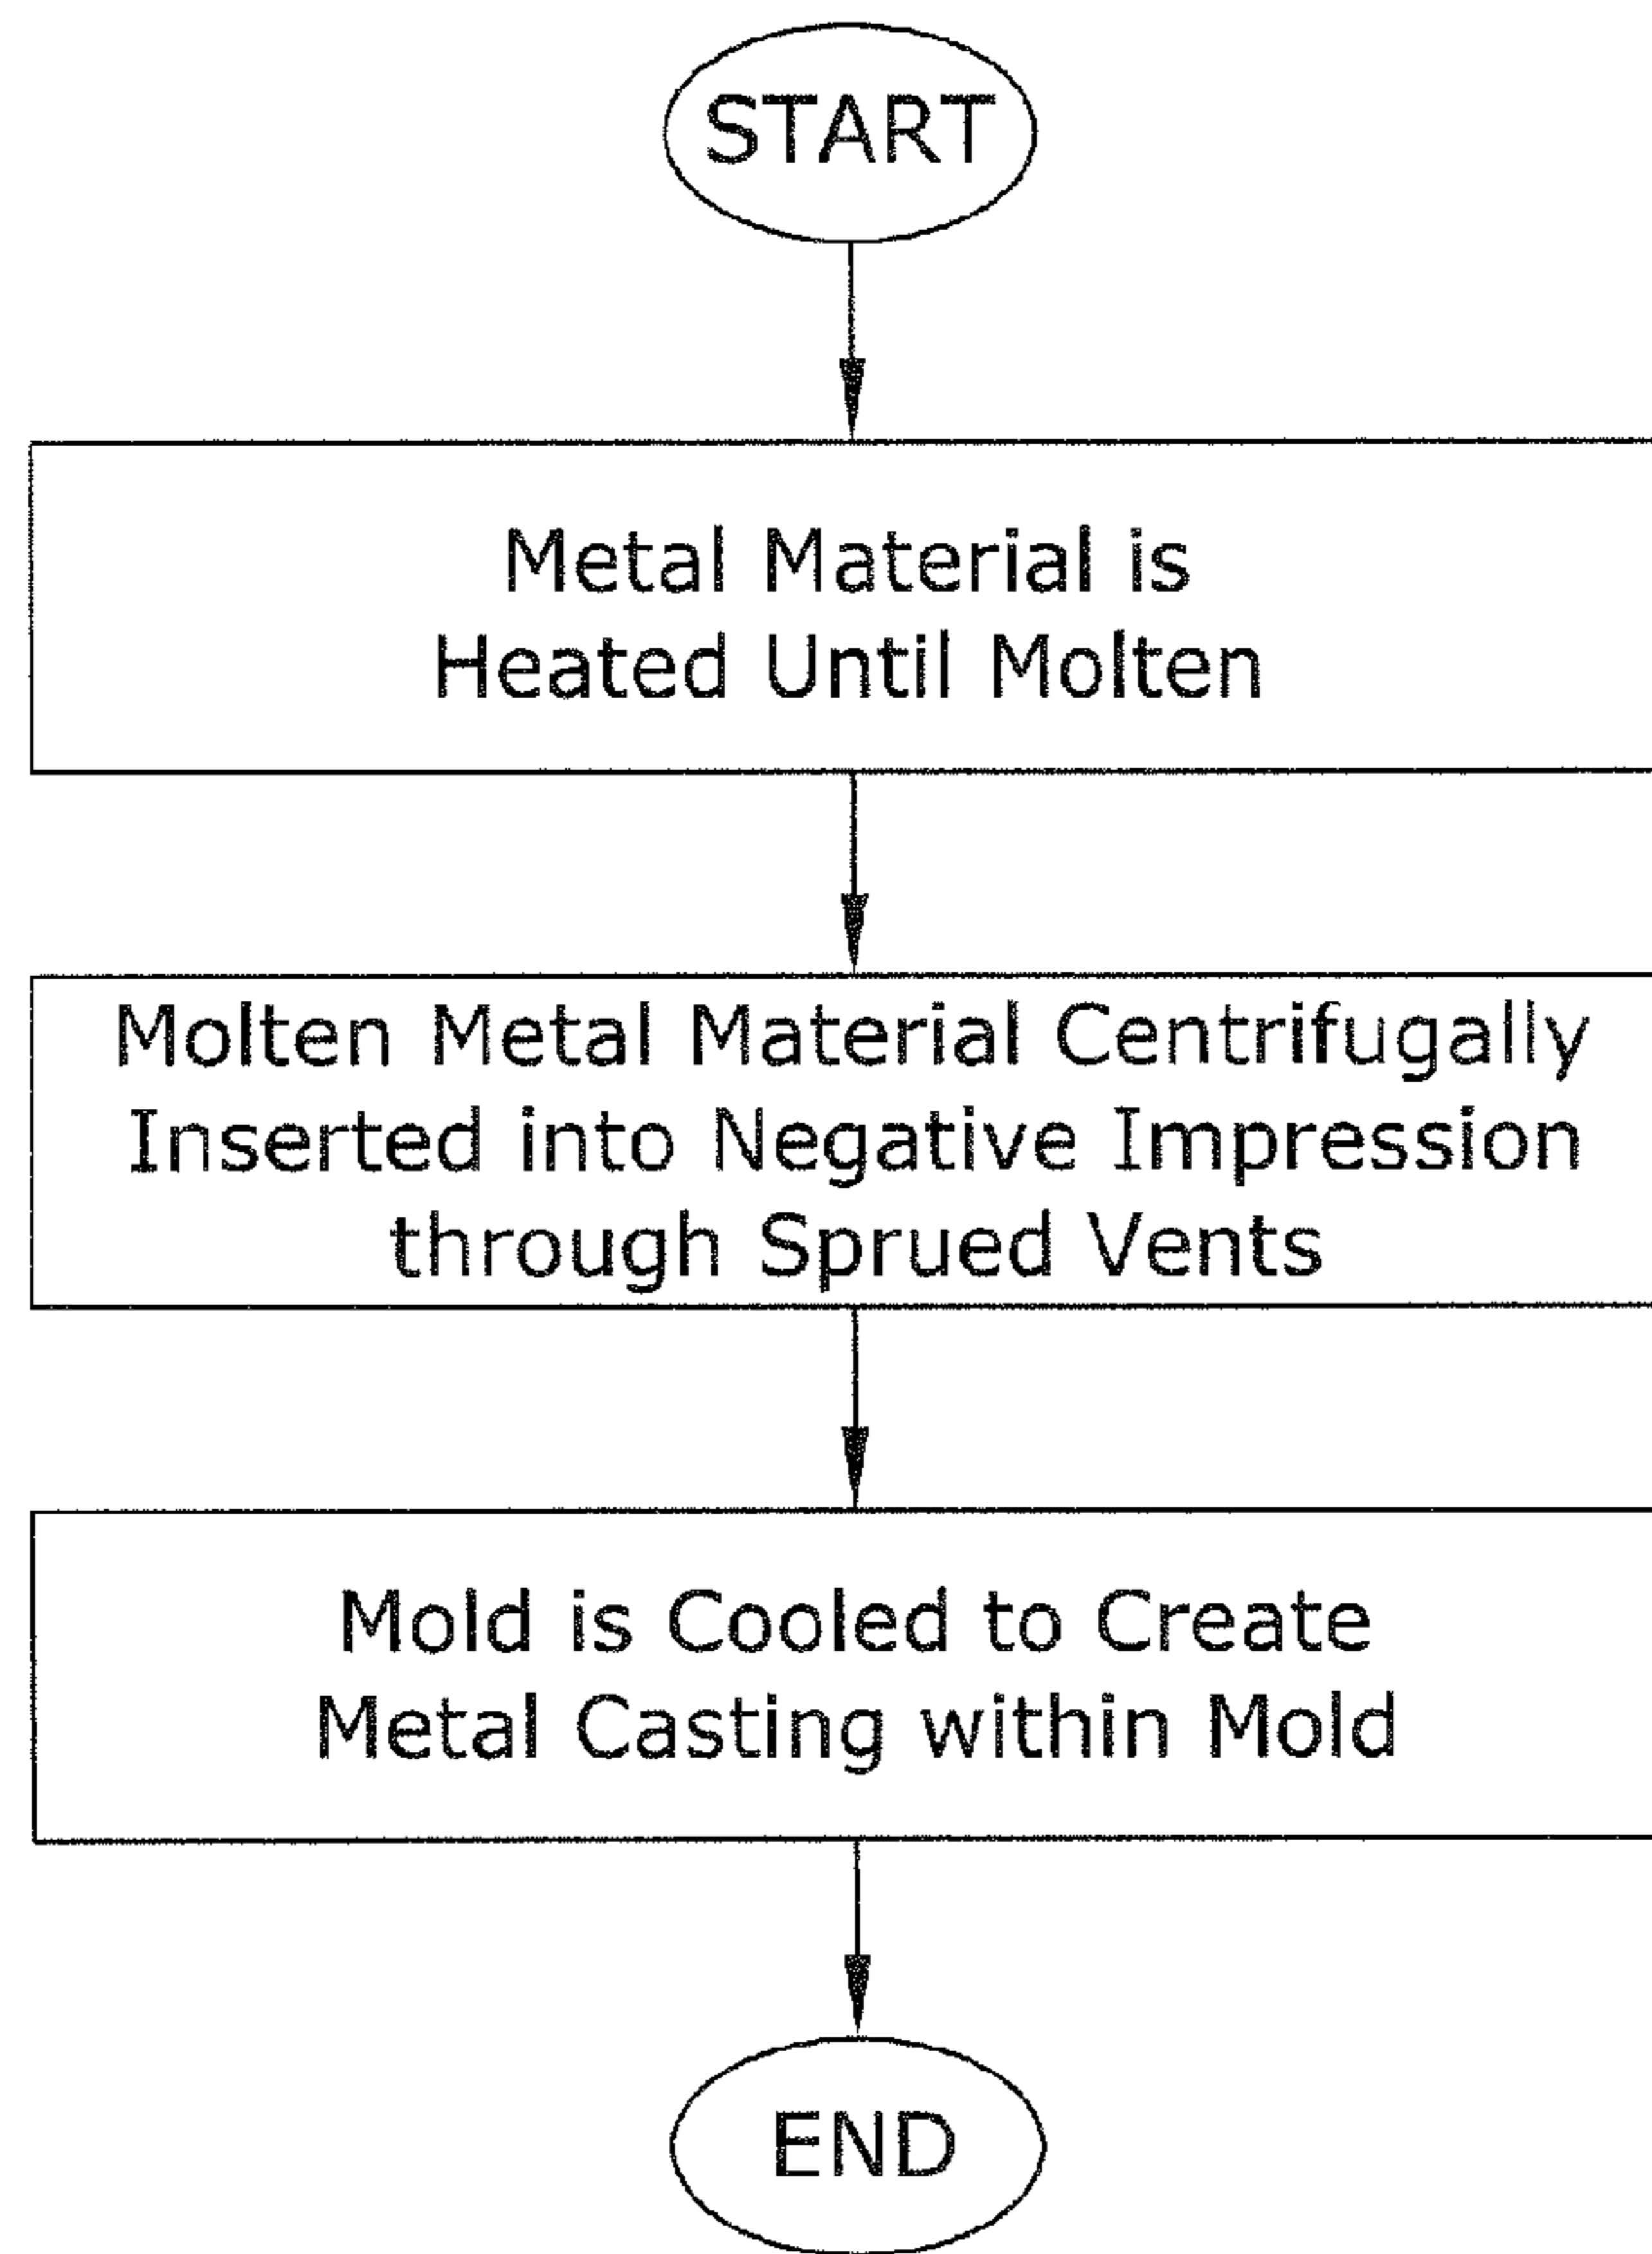 START
Metal Material is
Heated Until Molten
Molten Metal Material Centrifugally
Inserted into Negative Impression
through Sprued Vents
Mold is Cooled to Create
Metal Casting within Mold
END